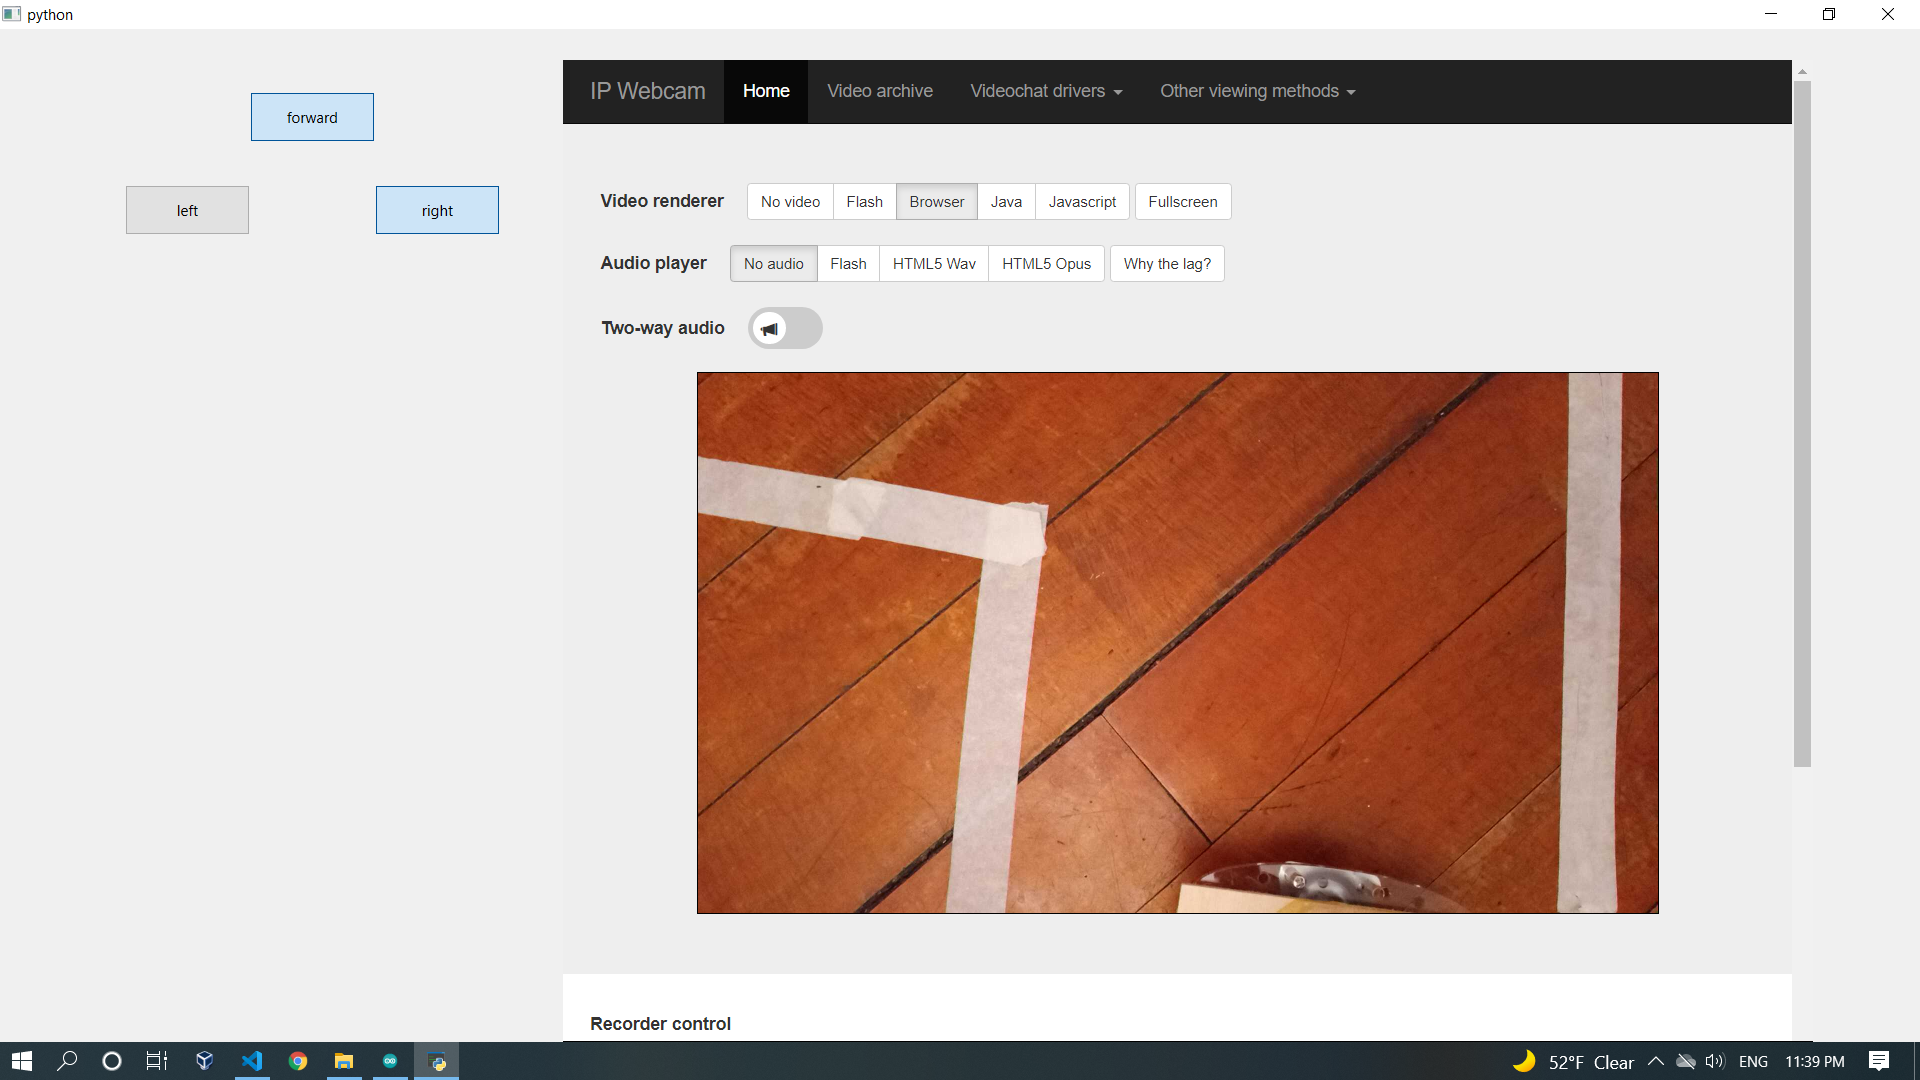 python
forward
left
right
IP Webcam Home Video archive Videochat drivers Other viewing methods
Video renderer No video Flash Browser Java Javascript Fullscreen
Audio player No audio Flash HTML5 Wav HTML5 Opus Why the lag?
Two-way audio
Recorder control
52°F Clear ENG 11:39 PM